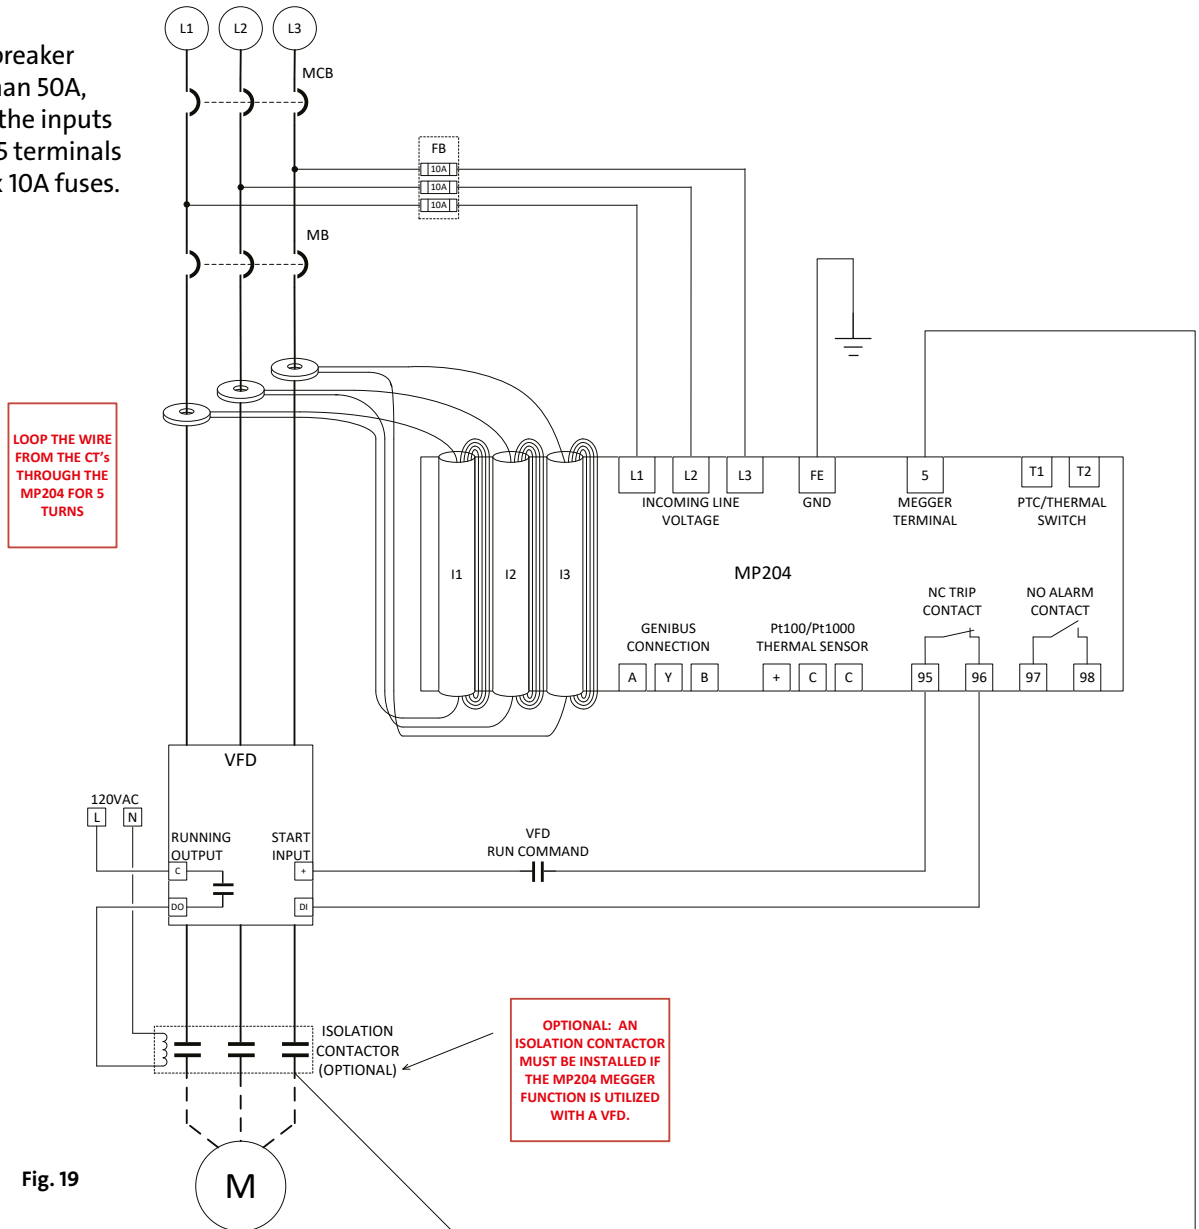 L1 L2 L3
breaker
than 50A,
the inputs
5 terminals
10A fuses.
MCB
FB
10A
10A
10A
MB
LOOP THE WIRE
FROM THE CT's
THROUGH THE
MP204 FOR 5
TURNS
L1 L2 L3 FE 5 T1 T2
INCOMING LINE
VOLTAGE
GND
MEGGER
TERMINAL
PTC/THERMAL
SWITCH
I1 I2 I3
MP204
GENIBUS
CONNECTION
Pt100/Pt1000
THERMAL SENSOR
NC TRIP
CONTACT
NO ALARM
CONTACT
A Y B + C C 95 96 97 98
VFD
120VAC
L N
RUNNING
OUTPUT
START
INPUT
C +
DO DI
VFD
RUN COMMAND
ISOLATION
CONTACTOR
(OPTIONAL)
OPTIONAL: AN
ISOLATION CONTACTOR
MUST BE INSTALLED IF
THE MP204 MEGGER
FUNCTION IS UTILIZED
WITH A VFD.
M
Fig. 19